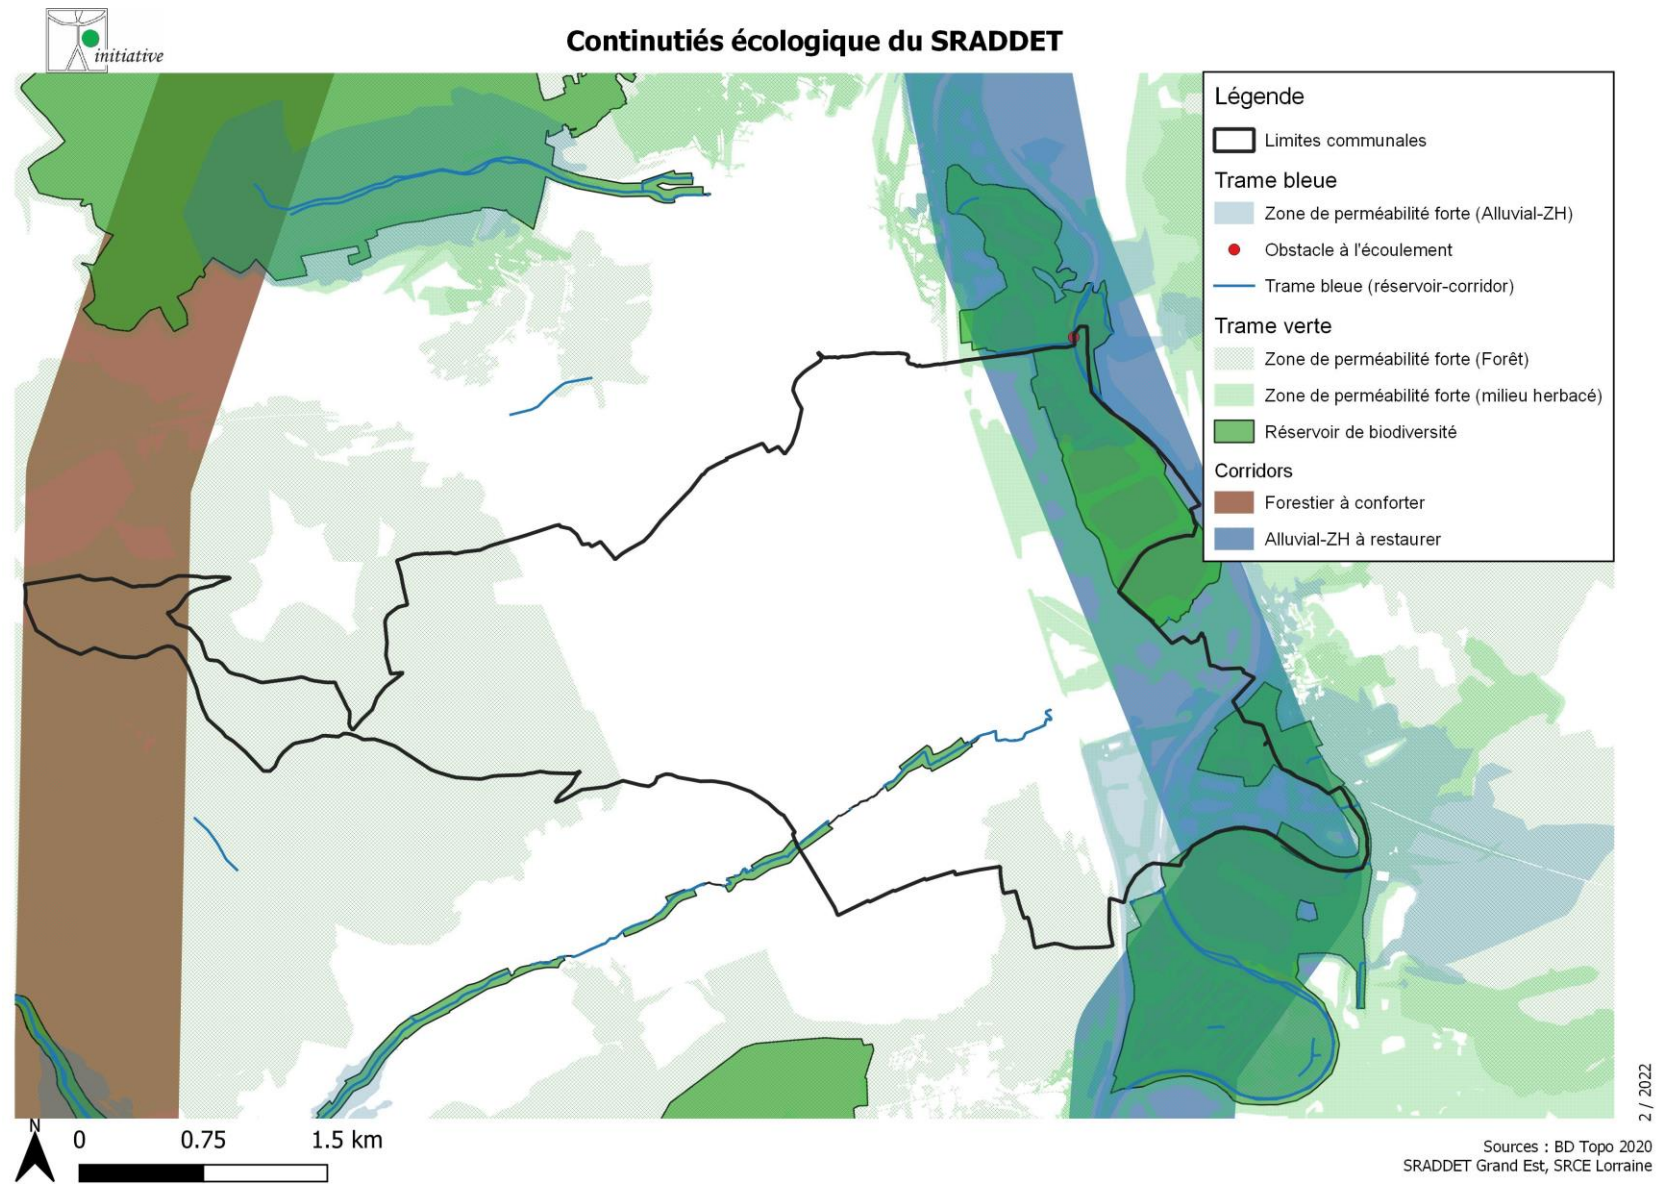 initiative
Continutiés écologique du SRADDET
Légende
Limites communales
Trame bleue
Zone de perméabilité forte (Alluvial-ZH)
Obstacle à l'écoulement
Trame bleue (réservoir-corridor)
Trame verte
Zone de perméabilité forte (Forêt)
Zone de perméabilité forte (milieu herbacé)
Réservoir de biodiversité
Corridors
Forestier à conforter
Alluvial-ZH à restaurer
2 / 2022
N
0 0.75 1.5 km
Sources : BD Topo 2020
SRADDET Grand Est, SRCE Lorraine